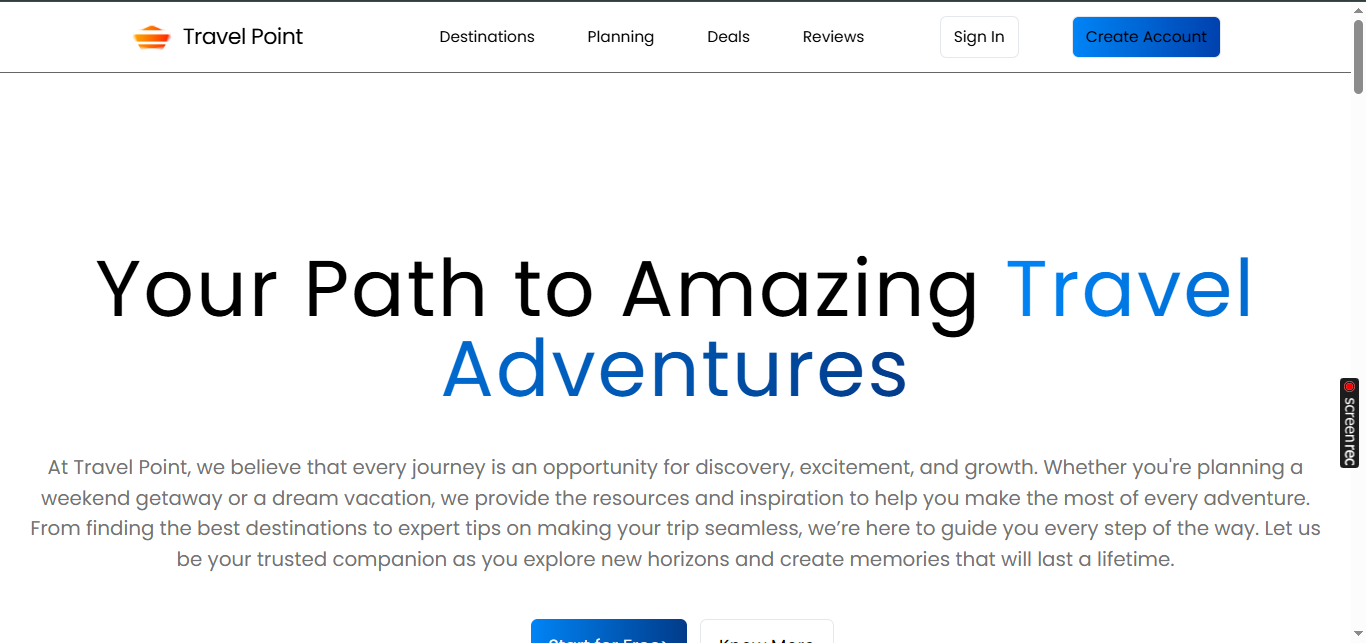 Travel Point
Destinations
Planning
Deals
Reviews
Sign In
Create Account
Your Path to Amazing Travel
Adventures
At Travel Point, we believe that every journey is an opportunity for discovery, excitement, and growth. Whether you're planning a
weekend getaway or a dream vacation, we provide the resources and inspiration to help you make the most of every adventure.
From finding the best destinations to expert tips on making your trip seamless, we’re here to guide you every step of the way. Let us
be your trusted companion as you explore new horizons and create memories that will last a lifetime.
Start for Free>
Know More
screenrec